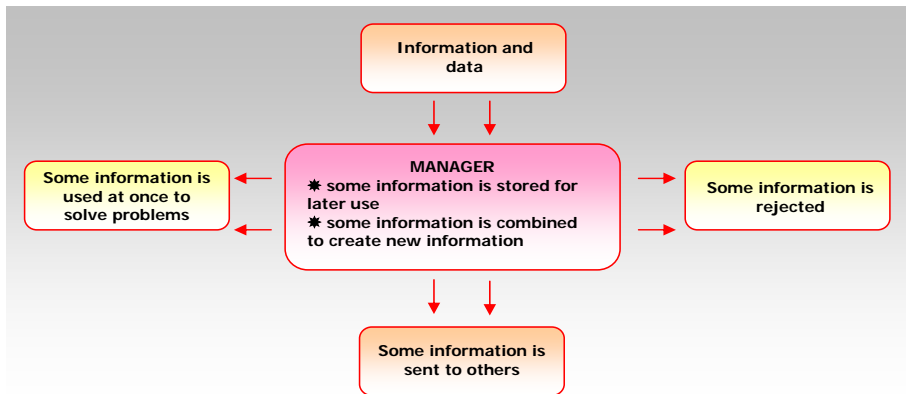 Information and
data
MANAGER
✷ some information is stored for
later use
✷ some information is combined
to create new information
Some information is
used at once to
solve problems
Some information is
rejected
Some information is
sent to others